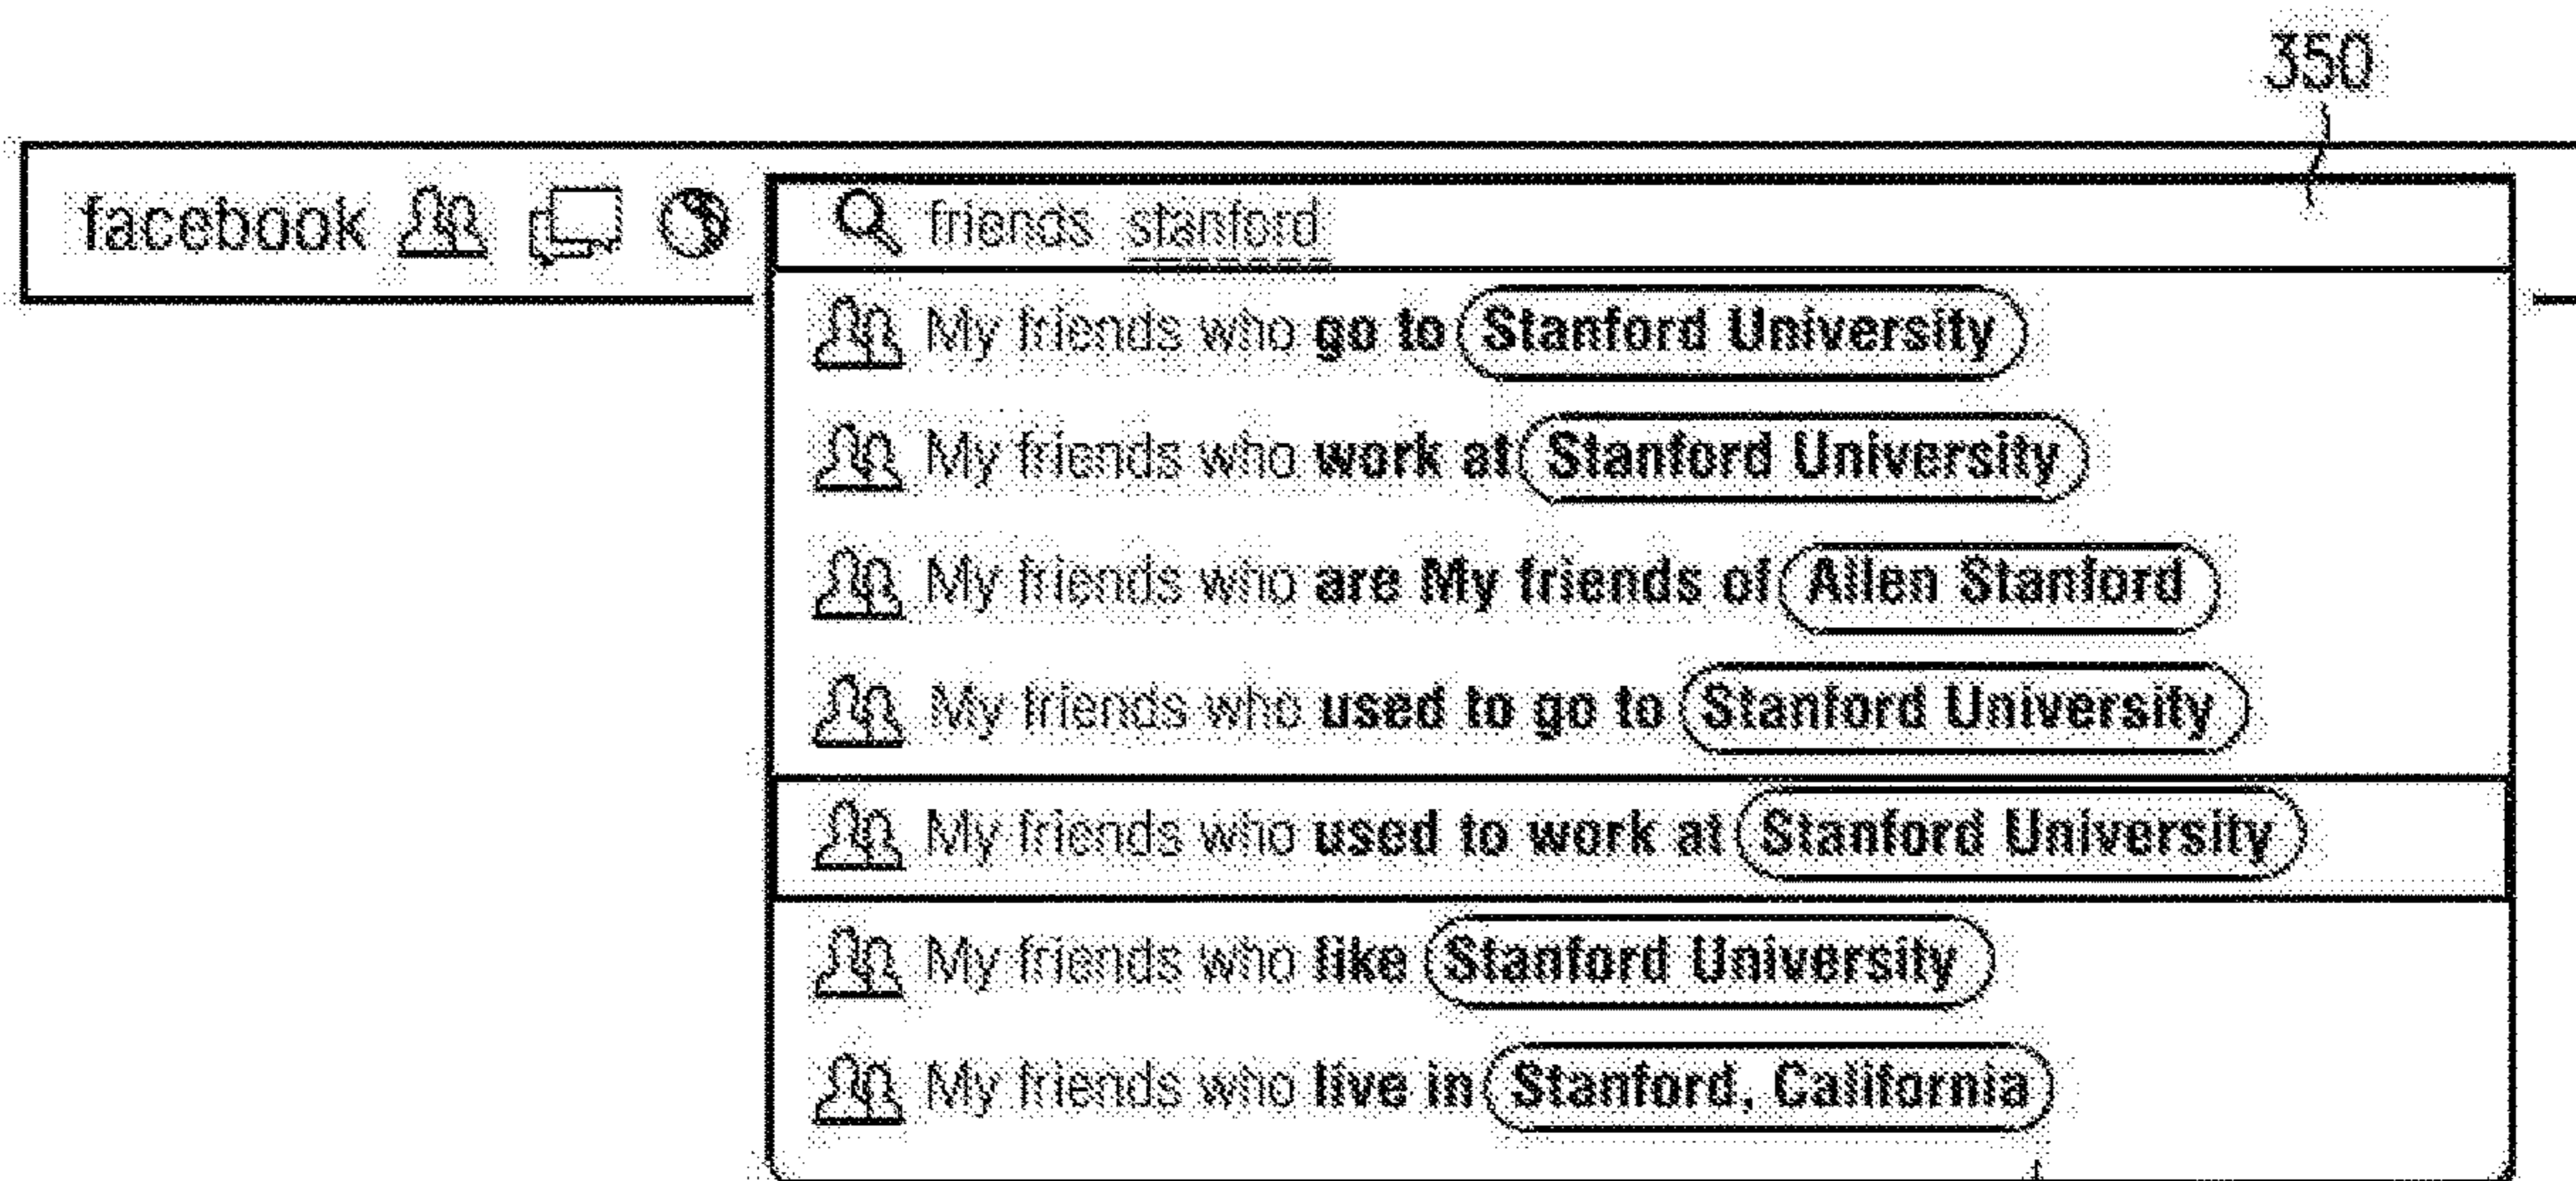 350
facebook friends stanford
My friends who go to Stanford University
My friends who work at Stanford University
My friends who are My friends of Allen Stanford
My friends who used to go to Stanford University
My friends who used to work at Stanford University
My friends who like Stanford University
My friends who live in Stanford, California